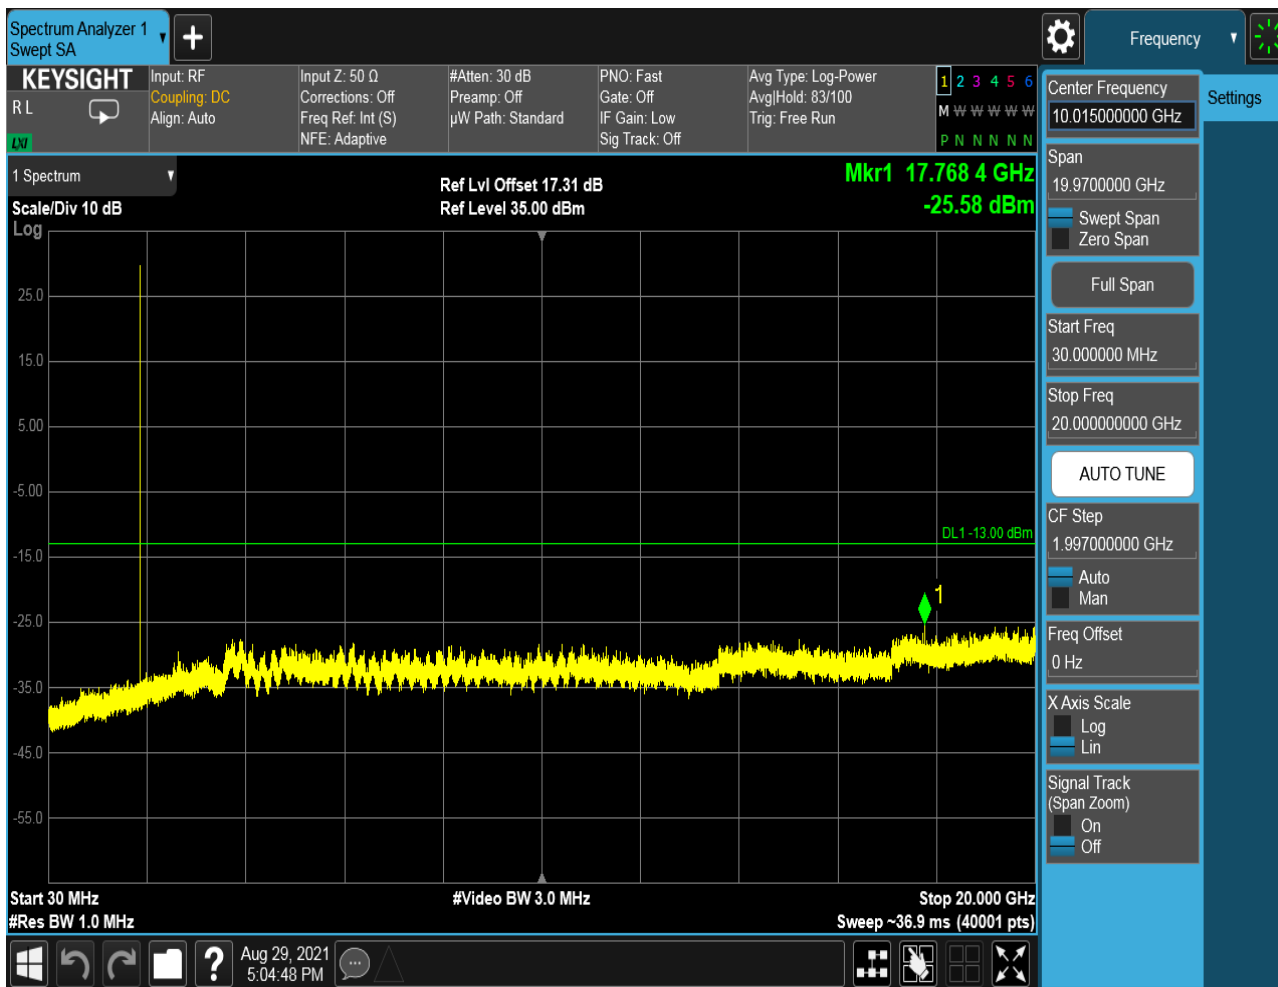 Spectrum Analyzer 1
Swept SA
Frequency
KEYSIGHT
R L
LXI
Input: RF
Coupling: DC
Align: Auto
Input Z: 50 Ω
Corrections: Off
Freq Ref: Int (S)
NFE: Adaptive
#Atten: 30 dB
Preamp: Off
µW Path: Standard
PNO: Fast
Gate: Off
IF Gain: Low
Sig Track: Off
Avg Type: Log-Power
Avg|Hold: 83/100
Trig: Free Run
1 2 3 4 5 6
M W W W W W
P N N N N N
1 Spectrum
Scale/Div 10 dB
Log
Ref Lvl Offset 17.31 dB
Ref Level 35.00 dBm
Mkr1 17.768 4 GHz
-25.58 dBm
25.0
15.0
5.00
-5.00
-15.0
-25.0
-35.0
-45.0
-55.0
DL1 -13.00 dBm
1
Start 30 MHz
#Res BW 1.0 MHz
#Video BW 3.0 MHz
Stop 20.000 GHz
Sweep ~36.9 ms (40001 pts)
Center Frequency
10.015000000 GHz
Span
19.9700000 GHz
Swept Span
Zero Span
Full Span
Start Freq
30.000000 MHz
Stop Freq
20.000000000 GHz
AUTO TUNE
CF Step
1.997000000 GHz
Auto
Man
Freq Offset
0 Hz
X Axis Scale
Log
Lin
Signal Track
(Span Zoom)
On
Off
Settings
?
Aug 29, 2021
5:04:48 PM